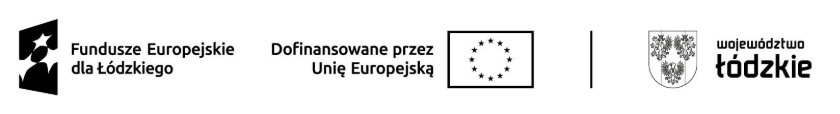 Fundusze Europejskie
dla Łódzkiego
Dofinansowane przez
Unię Europejską
województwo
łódzkie